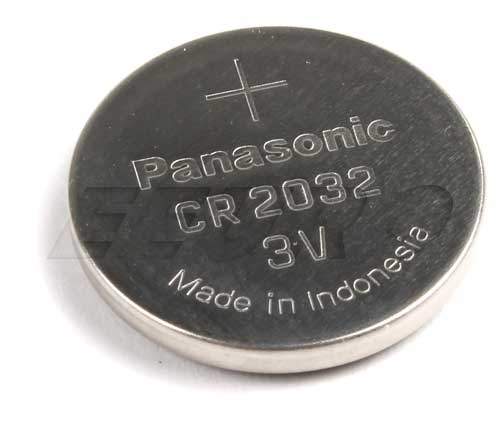 +
Panasonic
CR 2032
3V
Made in Indonesia